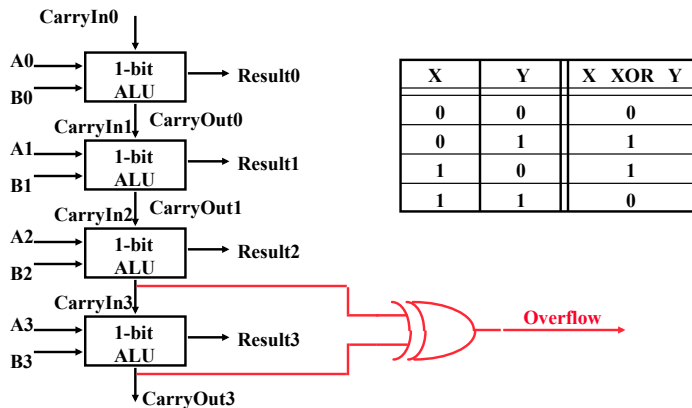 CarryIn0
A0
B0
1-bit
ALU
Result0
CarryIn1
CarryOut0
A1
B1
1-bit
ALU
Result1
CarryIn2
CarryOut1
A2
B2
1-bit
ALU
Result2
CarryIn3
A3
B3
1-bit
ALU
Result3
CarryOut3
Overflow
X Y X XOR Y
0 0 0
0 1 1
1 0 1
1 1 0